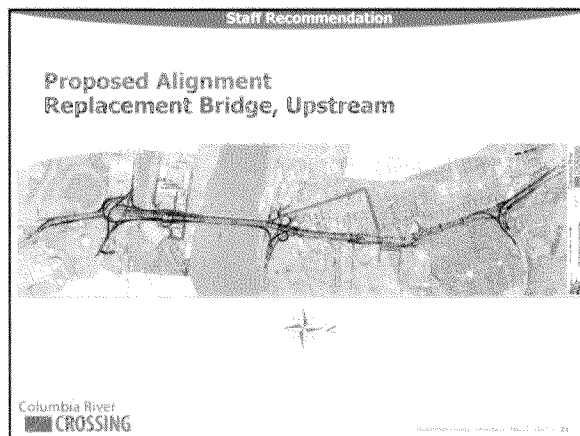 Staff Recommendation
Proposed Alignment
Replacement Bridge, Upstream
Columbia River
CROSSING